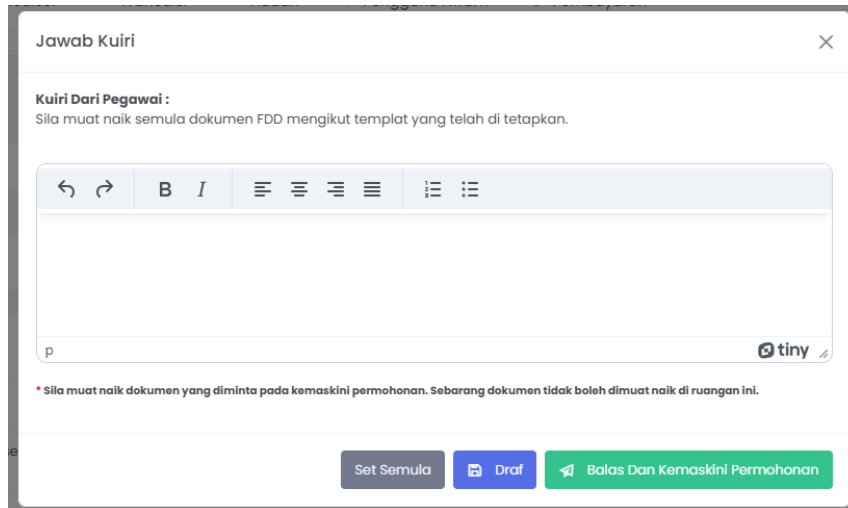 Jawab Kuiri
Kuiri Dari Pegawai :
Sila muat naik semula dokumen FDD mengikut templat yang telah di tetapkan.
B I
p
tiny
* Sila muat naik dokumen yang diminta pada kemaskini permohonan. Sebarang dokumen tidak boleh dimuat naik di ruangan ini.
Set Semula Draf Balas Dan Kemaskini Permohonan